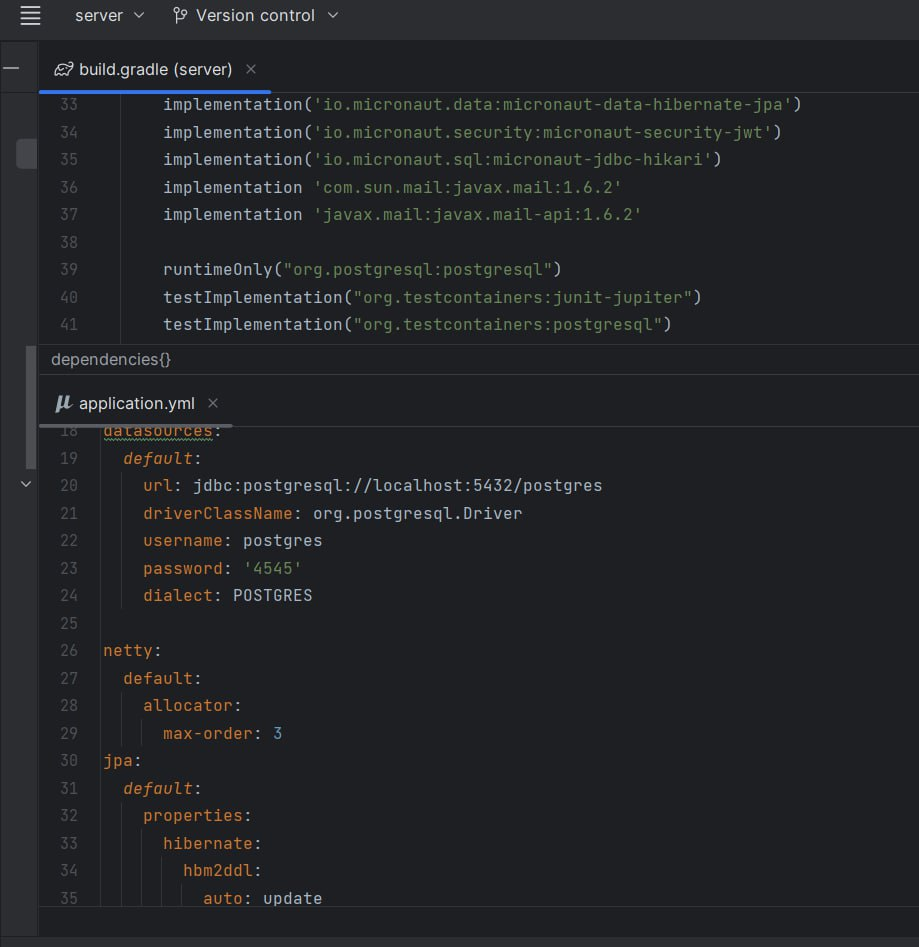 server Version control
build.gradle (server)
33 implementation('io.micronaut.data:micronaut-data-hibernate-jpa')
34 implementation('io.micronaut.security:micronaut-security-jwt')
35 implementation('io.micronaut.sql:micronaut-jdbc-hikari')
36 implementation 'com.sun.mail:javax.mail:1.6.2'
37 implementation 'javax.mail:javax.mail-api:1.6.2'
38
39 runtimeOnly("org.postgresql:postgresql")
40 testImplementation("org.testcontainers:junit-jupiter")
41 testImplementation("org.testcontainers:postgresql")
dependencies{}
μ application.yml
18 datasources:
19 default:
20 url: jdbc:postgresql://localhost:5432/postgres
21 driverClassName: org.postgresql.Driver
22 username: postgres
23 password: '4545'
24 dialect: POSTGRES
25
26 netty:
27 default:
28 allocator:
29 max-order: 3
30 jpa:
31 default:
32 properties:
33 hibernate:
34 hbm2ddl:
35 auto: update